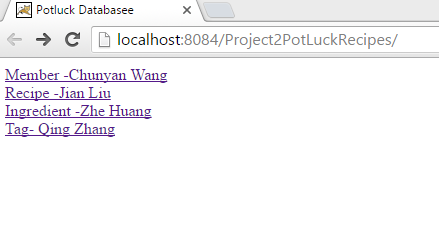 Potluck Databasee
localhost:8084/Project2PotLuckRecipes/
Member -Chunyan Wang
Recipe -Jian Liu
Ingredient -Zhe Huang
Tag- Qing Zhang